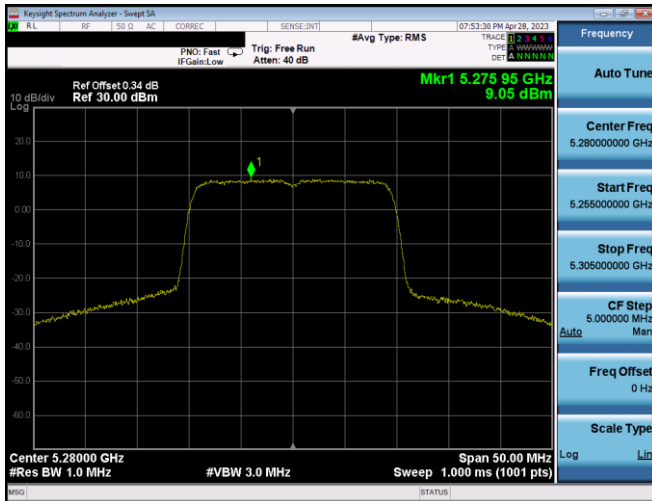 Keysight Spectrum Analyzer - Swept SA
RL RF 50 Ω AC CORREC SENSE:INT 07:53:30 PM Apr 28, 2023
#Avg Type: RMS TRACE 1 2 3 4 5 6
PNO: Fast Trig: Free Run TYPE A WWWWW
IFGain:Low Atten: 40 dB DET A N N N N N
Ref Offset 0.34 dB Mkr1 5.275 95 GHz
10 dB/div Ref 30.00 dBm 9.05 dBm
Log
20.0
1
10.0
0.00
-10.0
-20.0
-30.0
-40.0
-50.0
-60.0
Center 5.28000 GHz Span 50.00 MHz
#Res BW 1.0 MHz #VBW 3.0 MHz Sweep 1.000 ms (1001 pts)
MSG STATUS
Frequency
Auto Tune
Center Freq
5.280000000 GHz
Start Freq
5.255000000 GHz
Stop Freq
5.305000000 GHz
CF Step
5.000000 MHz
Auto Man
Freq Offset
0 Hz
Scale Type
Log Lin